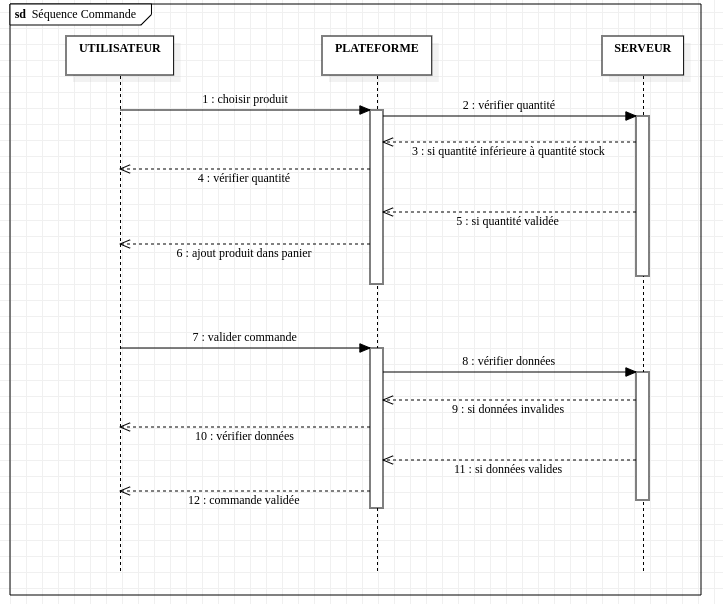 sd Séquence Commande
UTILISATEUR
PLATEFORME
SERVEUR
1 : choisir produit
2 : vérifier quantité
3 : si quantité inférieure à quantité stock
4 : vérifier quantité
5 : si quantité validée
6 : ajout produit dans panier
7 : valider commande
8 : vérifier données
9 : si données invalides
10 : vérifier données
11 : si données valides
12 : commande validée